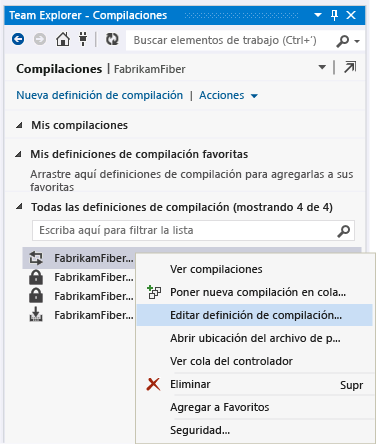 Team Explorer - Compilaciones
Buscar elementos de trabajo (Ctrl+´)
Compilaciones | FabrikamFiber
Nueva definición de compilación | Acciones
Mis compilaciones
Mis definiciones de compilación favoritas
Arrastre aquí definiciones de compilación para agregarlas a sus
favoritas
Todas las definiciones de compilación (mostrando 4 de 4)
Escriba aquí para filtrar la lista
FabrikamFiber...
FabrikamFiber...
FabrikamFiber...
FabrikamFiber...
Ver compilaciones
Poner nueva compilación en cola...
Editar definición de compilación...
Abrir ubicación del archivo de p...
Ver cola del controlador
Eliminar Supr
Agregar a Favoritos
Seguridad...